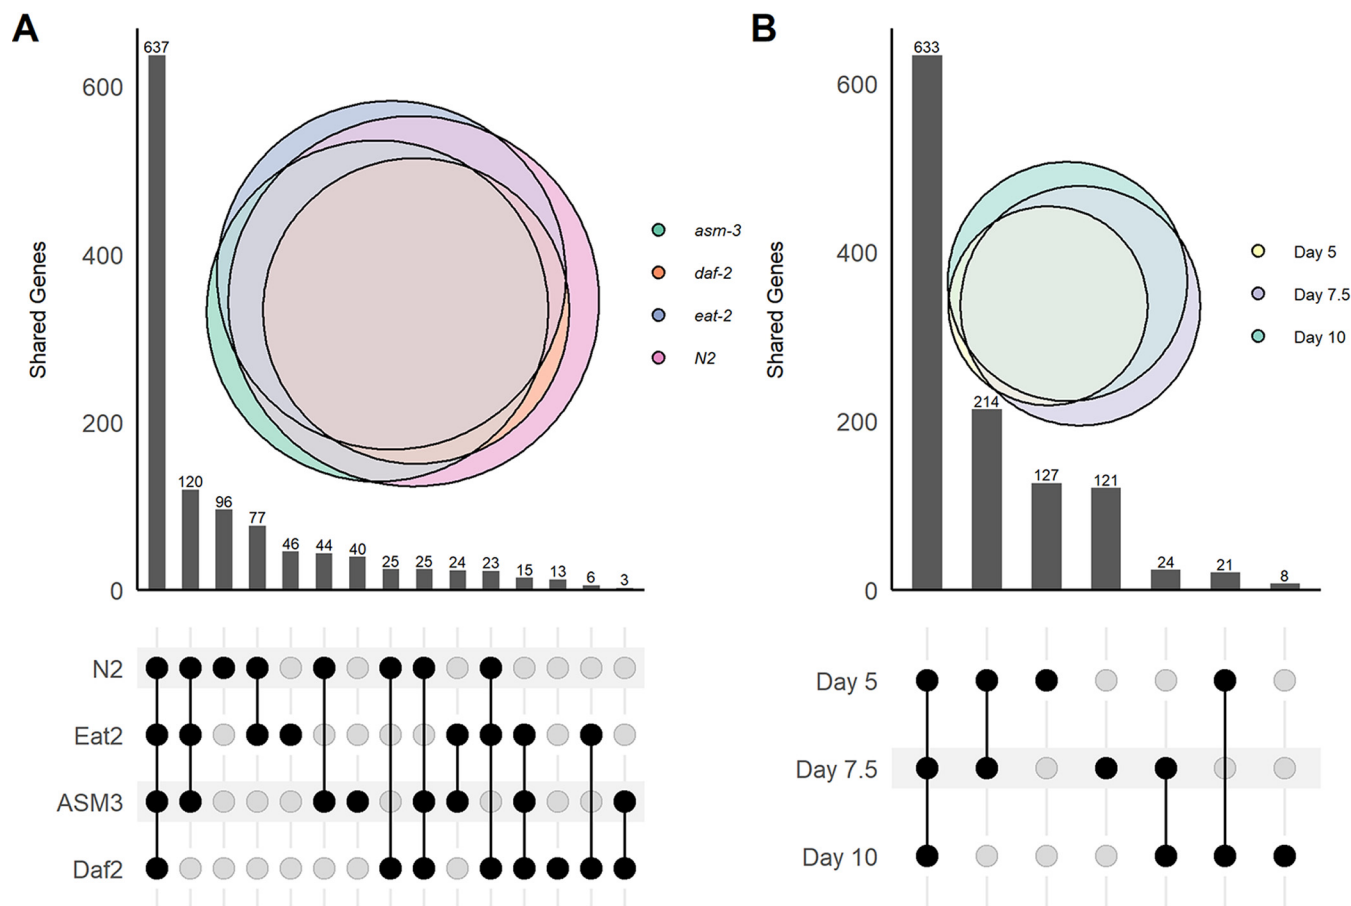 A
Shared Genes
600
400
200
0
637
120
96
77
46
44
40
25
25
24
23
15
13
6
3
asm-3
daf-2
eat-2
N2
N2
Eat2
ASM3
Daf2
B
Shared Genes
600
400
200
0
633
214
127
121
24
21
8
Day 5
Day 7.5
Day 10
Day 5
Day 7.5
Day 10